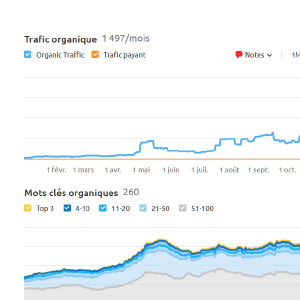 Trafic organique 1 497/mois
Organic Traffic Trafic payant Notes 1M
1 févr. 1 mars 1 avr. 1 mai 1 juin 1 juil. 1 août 1 sept. 1 oct.
Mots clés organiques 260
Top 3 4-10 11-20 21-50 51-100